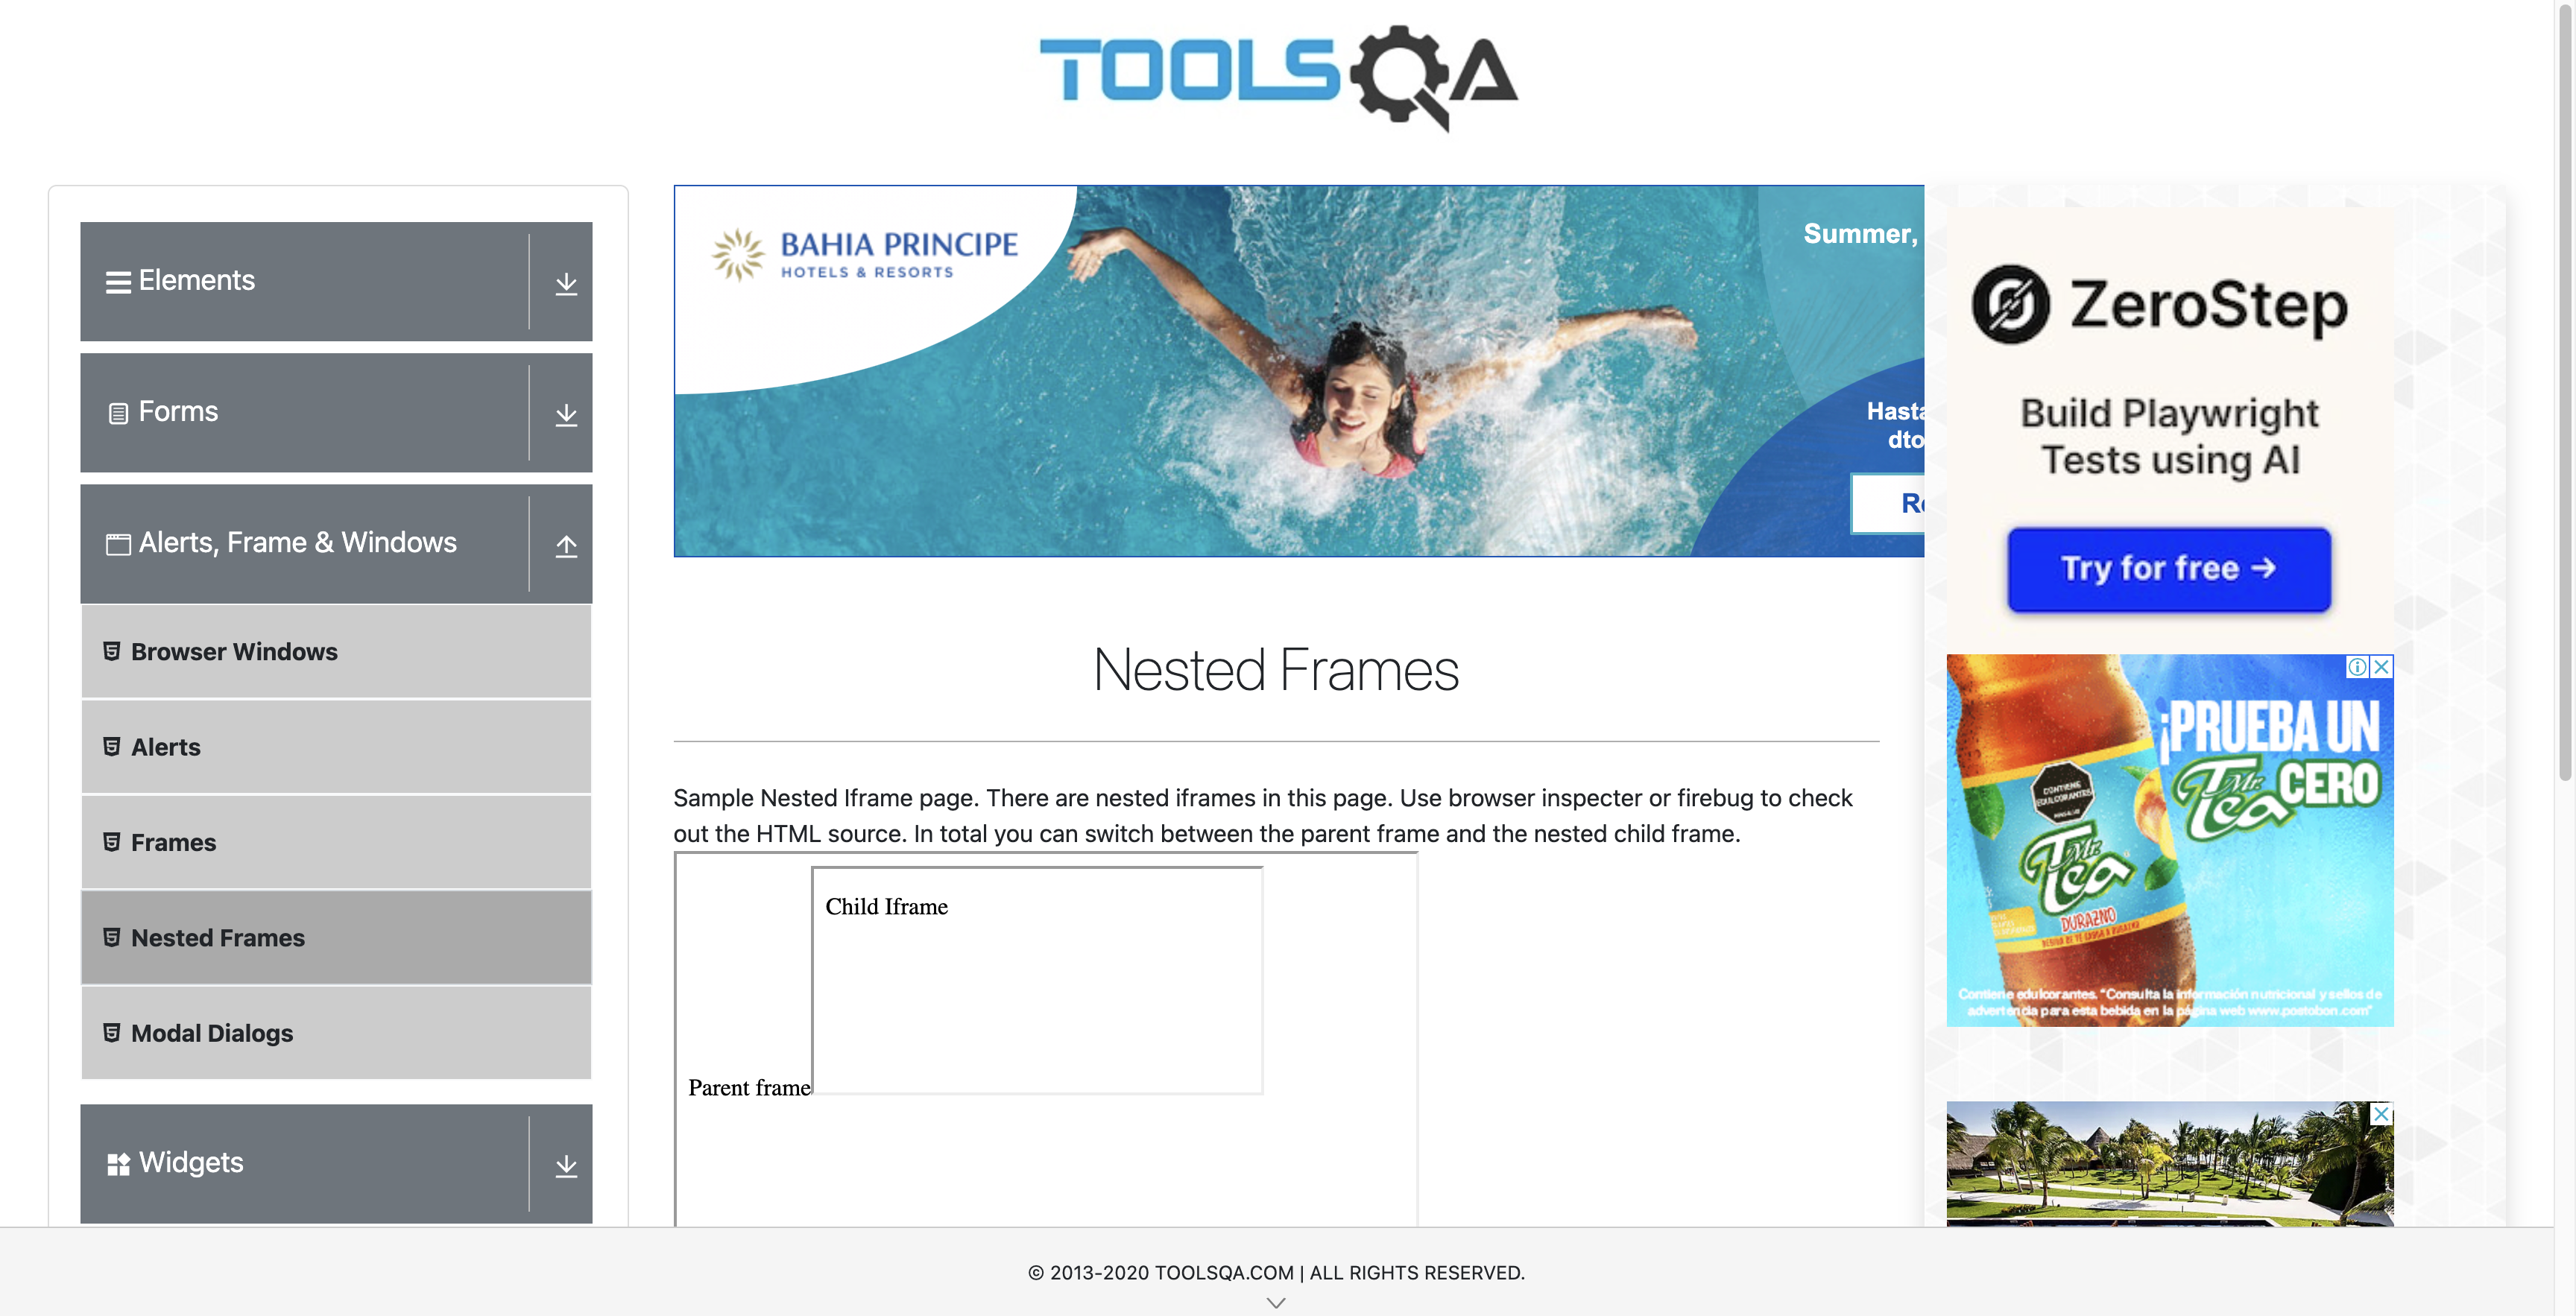 TOOLSQA
Elements
Forms
Alerts, Frame & Windows
Browser Windows
Alerts
Frames
Nested Frames
Modal Dialogs
Widgets
BAHIA PRINCIPE
HOTELS & RESORTS
Summer,
Hasta
dto
Re
Nested Frames
Sample Nested Iframe page. There are nested iframes in this page. Use browser inspecter or firebug to check
out the HTML source. In total you can switch between the parent frame and the nested child frame.
Child Iframe
Parent frame
ZeroStep
Build Playwright
Tests using AI
Try for free →
¡PRUEBA UN
Mr. Tea CERO
CONTIENE
EDULCORANTES
Mr.
Tea
DURAZNO
Contiene edulcorantes. "Consulta la información nutricional y sellos de
advertencia para esta bebida en la página web www.postobon.com"
© 2013-2020 TOOLSQA.COM | ALL RIGHTS RESERVED.